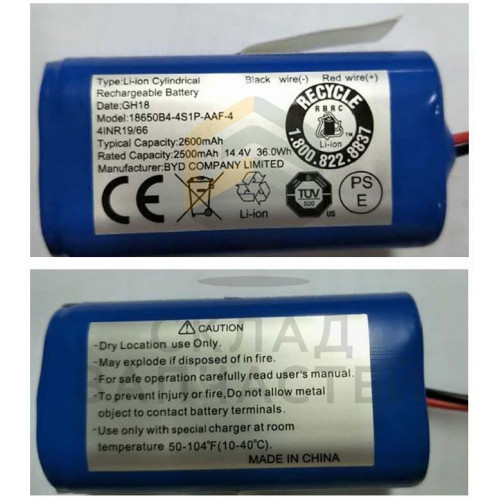 Type:Li-ion Cylindrical Black wire(-) Red wire(+)
Rechargeable Battery
Date:GH18
Model:18650B4-4S1P-AAF-4
4INR19/66
Typical Capacity:2600mAh
Rated Capacity:2500mAh 14.4V 36.0Wh
Manufacturer:BYD COMPANY LIMITED
RECYCLE
RBRC
Li-ion
1.800.822.8837
CE
Li-ion
TÜV
SUD
US
PS
E
CAUTION
-Dry Location use Only.
-May explode if disposed of in fire.
-For safe operation carefully read user's manual.
-To prevent injury or fire,Do not allow metal
object to contact battery terminals.
-Use only with special charger at room
temperature 50-104°F(10-40°C).
MADE IN CHINA
СКЛАД
ЗАПЧАСТЕЙ